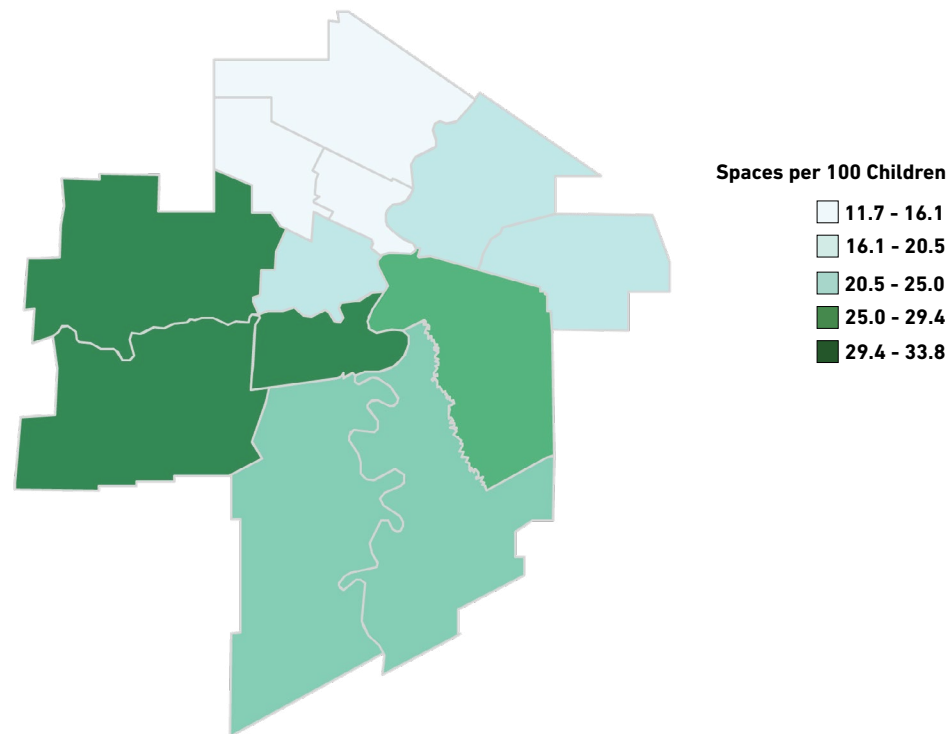 Spaces per 100 Children
11.7 - 16.1
16.1 - 20.5
20.5 - 25.0
25.0 - 29.4
29.4 - 33.8